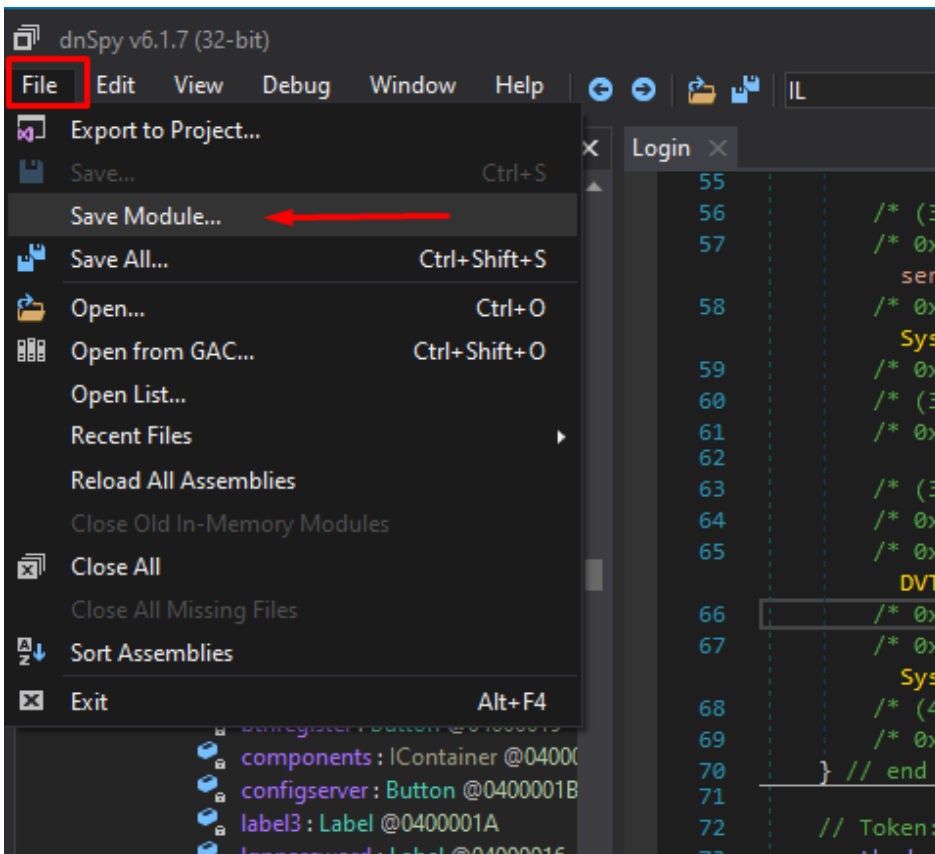 dnSpy v6.1.7 (32-bit)
File Edit View Debug Window Help IL
Export to Project...
Save... Ctrl+S
Save Module...
Save All... Ctrl+Shift+S
Open... Ctrl+O
Open from GAC... Ctrl+Shift+O
Open List...
Recent Files
Reload All Assemblies
Close Old In-Memory Modules
Close All
Close All Missing Files
Sort Assemblies
Exit Alt+F4
components : IContainer @0400
configserver : Button @0400001B
label3 : Label @0400001A
Login
55
56 /* (3
57 /* 0x
ser
58 /* 0x
Sys
59 /* 0x
60 /* (3
61 /* 0x
62
63 /* (3
64 /* 0x
65 /* 0x
DVT
66 /* 0x
67 /* 0x
Sys
68 /* (4
69 /* 0x
70 } // end
71
72 // Token: